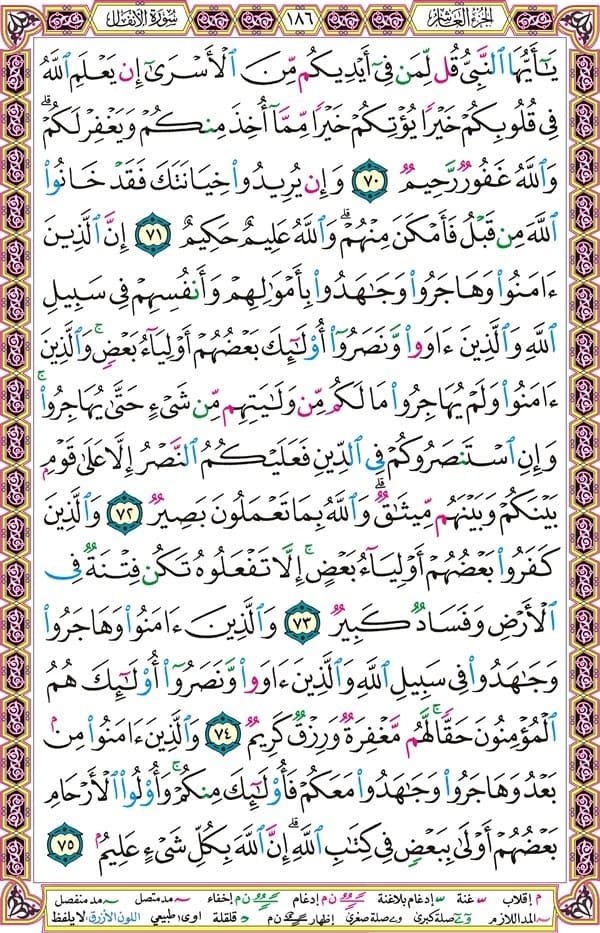 سورة الأنفال ١٨٦ الجزء العاشر
يَـٰٓأَيُّهَا ٱلنَّبِىُّ قُل لِّمَن فِىٓ أَيْدِيكُم مِّنَ ٱلْأَسْرَىٰٓ إِن يَعْلَمِ ٱللَّهُ
فِى قُلُوبِكُمْ خَيْرًا يُؤْتِكُمْ خَيْرًا مِّمَّآ أُخِذَ مِنكُمْ وَيَغْفِرْ لَكُمْ ۗ
وَٱللَّهُ غَفُورٌ رَّحِيمٌ ٧٠ وَإِن يُرِيدُوا۟ خِيَانَتَكَ فَقَدْ خَانُوا۟
ٱللَّهَ مِن قَبْلُ فَأَمْكَنَ مِنْهُمْ ۗ وَٱللَّهُ عَلِيمٌ حَكِيمٌ ٧١ إِنَّ ٱلَّذِينَ
ءَامَنُوا۟ وَهَاجَرُوا۟ وَجَـٰهَدُوا۟ بِأَمْوَٰلِهِمْ وَأَنفُسِهِمْ فِى سَبِيلِ
ٱللَّهِ وَٱلَّذِينَ ءَاوَوا۟ وَّنَصَرُوٓا۟ أُو۟لَـٰٓئِكَ بَعْضُهُمْ أَوْلِيَآءُ بَعْضٍ ۚ وَٱلَّذِينَ
ءَامَنُوا۟ وَلَمْ يُهَاجِرُوا۟ مَا لَكُم مِّن وَلَـٰيَتِهِم مِّن شَىْءٍ حَتَّىٰ يُهَاجِرُوا۟ ۚ
وَإِنِ ٱسْتَنصَرُوكُمْ فِى ٱلدِّينِ فَعَلَيْكُمُ ٱلنَّصْرُ إِلَّا عَلَىٰ قَوْمٍۭ
بَيْنَكُمْ وَبَيْنَهُم مِّيثَـٰقٌ ۗ وَٱللَّهُ بِمَا تَعْمَلُونَ بَصِيرٌ ٧٢ وَٱلَّذِينَ
كَفَرُوا۟ بَعْضُهُمْ أَوْلِيَآءُ بَعْضٍ ۚ إِلَّا تَفْعَلُوهُ تَكُن فِتْنَةٌ فِى
ٱلْأَرْضِ وَفَسَادٌ كَبِيرٌ ٧٣ وَٱلَّذِينَ ءَامَنُوا۟ وَهَاجَرُوا۟
وَجَـٰهَدُوا۟ فِى سَبِيلِ ٱللَّهِ وَٱلَّذِينَ ءَاوَوا۟ وَّنَصَرُوٓا۟ أُو۟لَـٰٓئِكَ هُمُ
ٱلْمُؤْمِنُونَ حَقًّا ۚ لَّهُم مَّغْفِرَةٌ وَرِزْقٌ كَرِيمٌ ٧٤ وَٱلَّذِينَ ءَامَنُوا۟ مِنۢ
بَعْدُ وَهَاجَرُوا۟ وَجَـٰهَدُوا۟ مَعَكُمْ فَأُو۟لَـٰٓئِكَ مِنكُمْ ۚ وَأُو۟لُوا۟ ٱلْأَرْحَامِ
بَعْضُهُمْ أَوْلَىٰ بِبَعْضٍ فِى كِتَـٰبِ ٱللَّهِ ۗ إِنَّ ٱللَّهَ بِكُلِّ شَىْءٍ عَلِيمٌۢ ٧٥
م إقلاب غنة إدغام بلاغنة ن م إدغام ن م إخفاء مد متصل مد منفصل
المد اللازم صلة كبرى صلة صغرى إظهار ن م قلقلة اوى طبيعي اللون الأزرق لا يلفظ